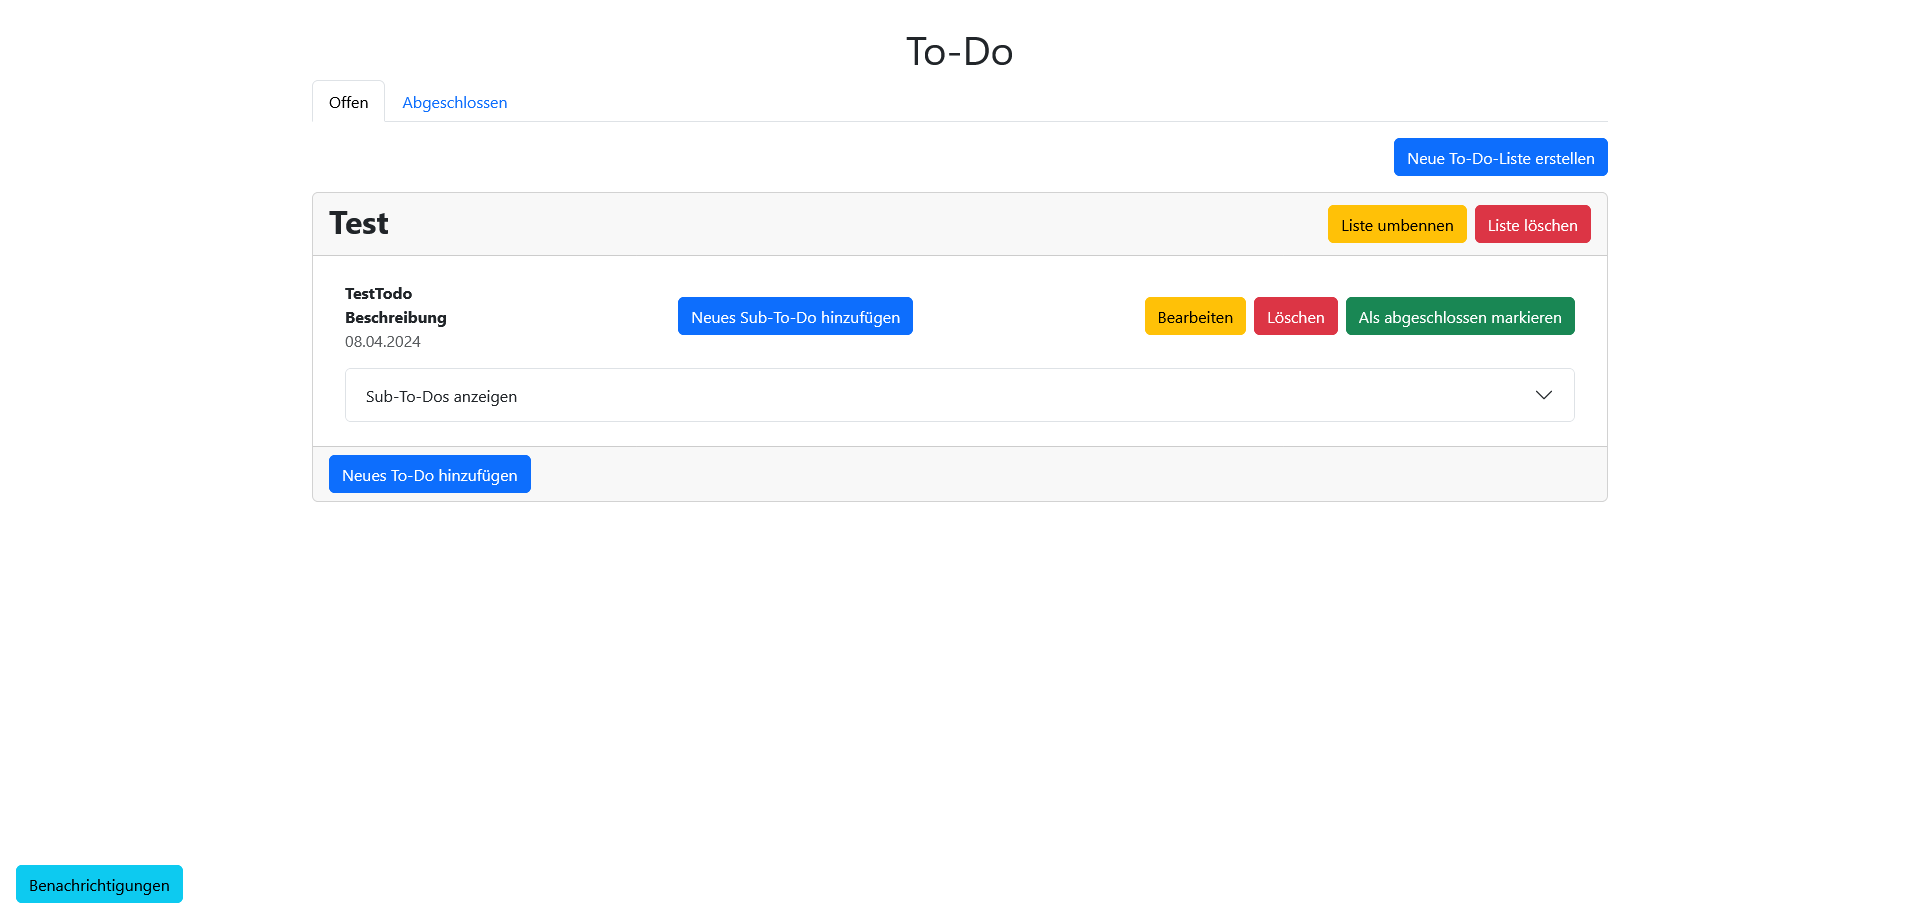 To-Do
Offen
Abgeschlossen
Neue To-Do-Liste erstellen
Test
Liste umbennen
Liste löschen
TestTodo
Beschreibung
08.04.2024
Neues Sub-To-Do hinzufügen
Bearbeiten
Löschen
Als abgeschlossen markieren
Sub-To-Dos anzeigen
Neues To-Do hinzufügen
Benachrichtigungen